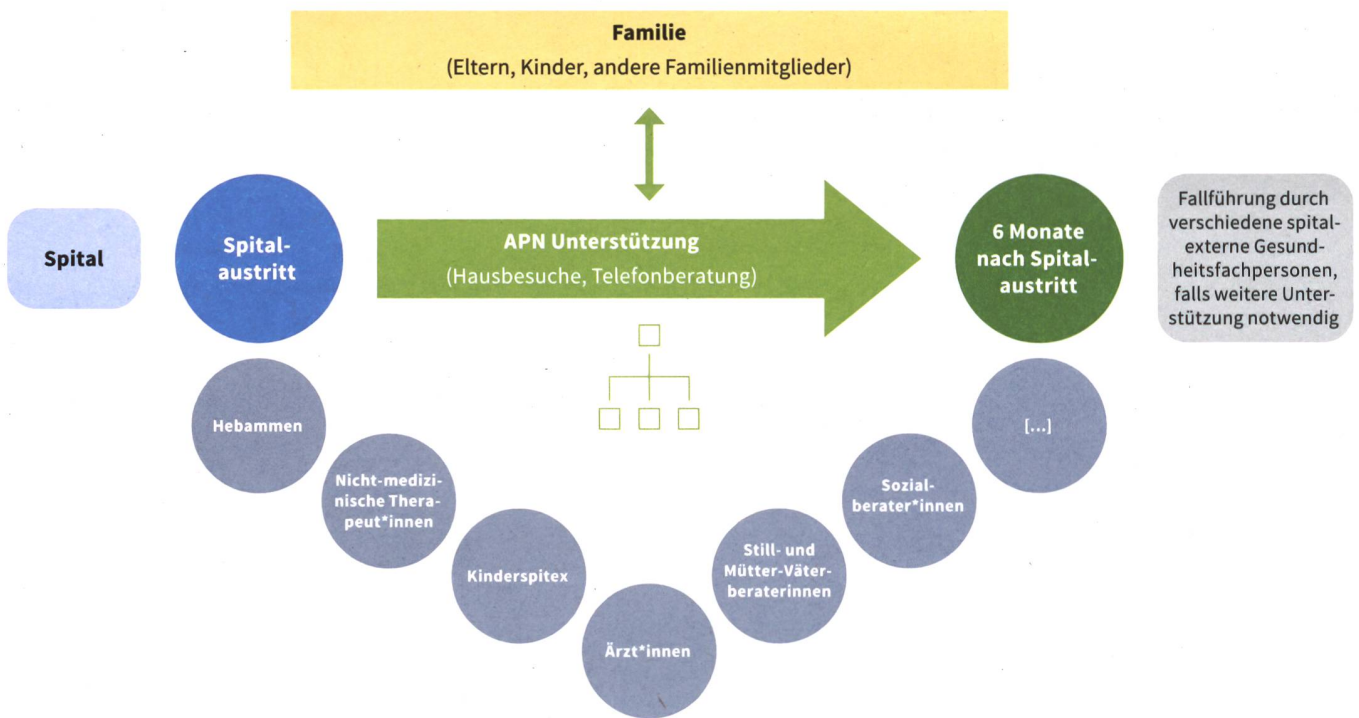 Familie
(Eltern, Kinder, andere Familienmitglieder)
Spital
Spital-
austritt
APN Unterstützung
(Hausbesuche, Telefonberatung)
6 Monate
nach Spital-
austritt
Fallführung durch
verschiedene spital-
externe Gesund-
heitsfachpersonen,
falls weitere Unter-
stützung notwendig
Hebammen
Nicht-medizi-
nische Thera-
peut*innen
Kinderspitex
Ärzt*innen
Still- und
Mütter-Väter-
beraterinnen
Sozial-
berater*innen
[...]